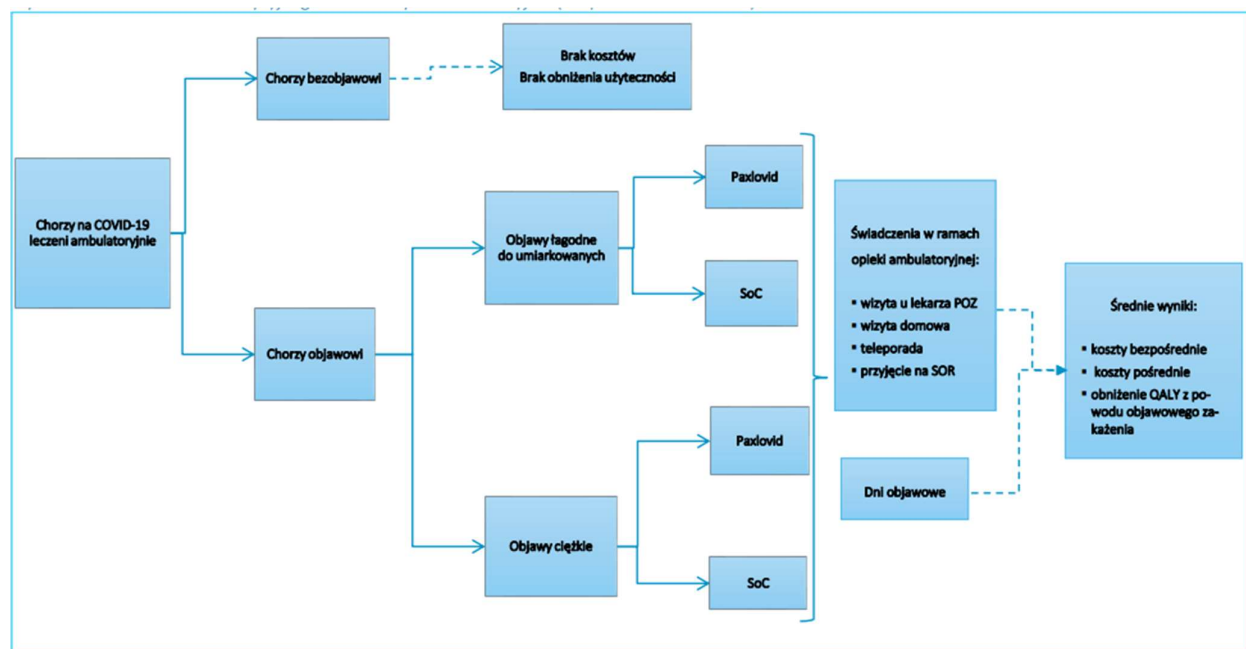 Chorzy bezobjawowi
Brak kosztów
Brak obniżenia użyteczności
Chorzy na COVID-19
leczeni ambulatoryjnie
Chorzy objawowi
Objawy łagodne
do umiarkowanych
Paxlovid
SoC
Objawy ciężkie
Paxlovid
SoC
Świadczenia w ramach
opieki ambulatoryjnej:
▪ wizyta u lekarza POZ
▪ wizyta domowa
▪ teleporada
▪ przyjęcie na SOR
Dni objawowe
Średnie wyniki:
▪ koszty bezpośrednie
▪ koszty pośrednie
▪ obniżenie QALY z po-
wodu objawowego za-
każenia